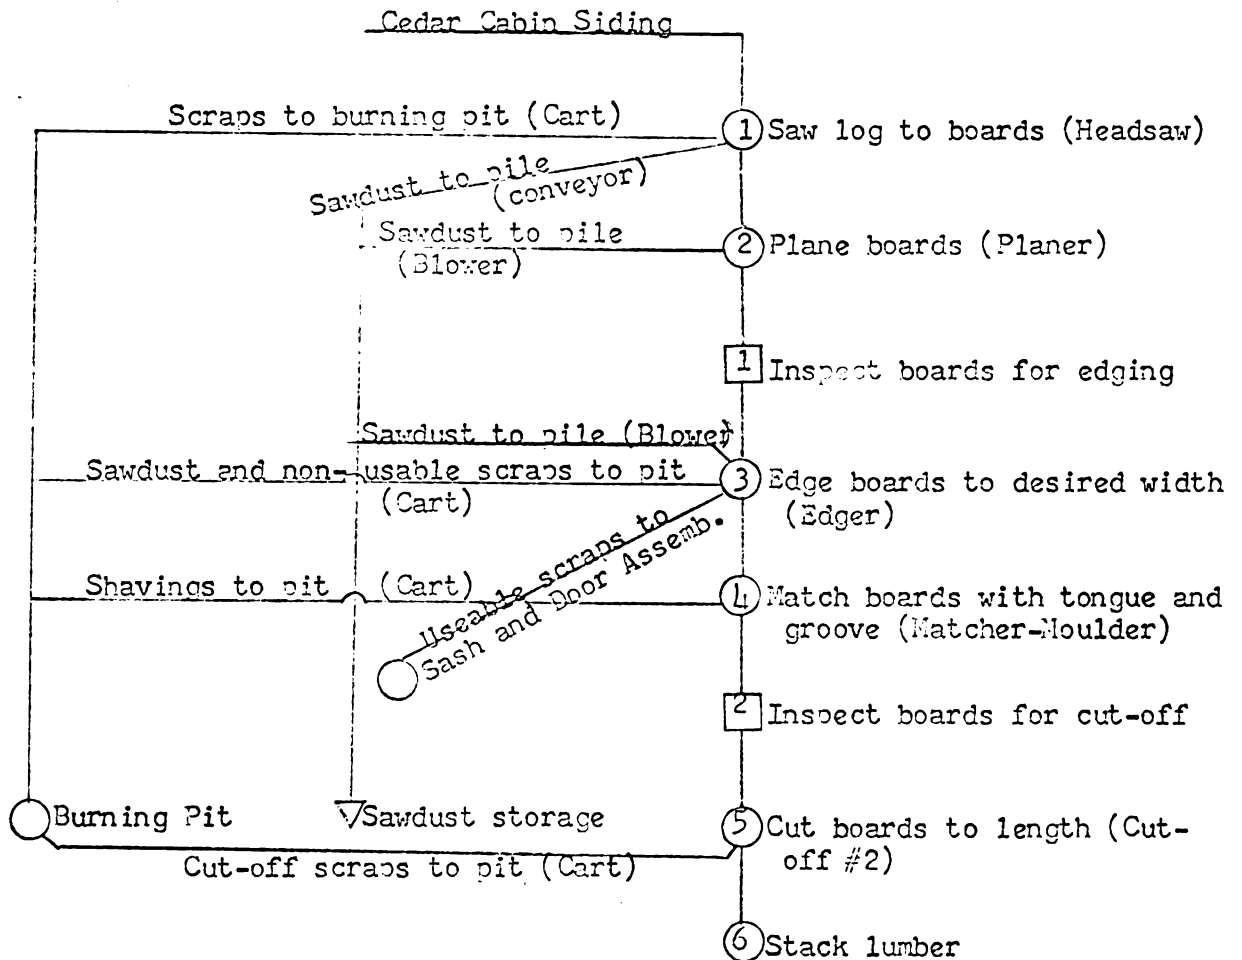 Cedar Cabin Siding
Scraps to burning pit (Cart)
1 Saw log to boards (Headsaw)
Sawdust to pile
(conveyor)
Sawdust to pile
(Blower)
2 Plane boards (Planer)
1 Inspect boards for edging
Sawdust to pile (Blower)
Sawdust and non-usable scraps to pit
(Cart)
3 Edge boards to desired width
(Edger)
Useable scraps to
Sash and Door Assemb.
Shavings to pit (Cart)
4 Match boards with tongue and
groove (Matcher-Moulder)
2 Inspect boards for cut-off
Burning Pit
Sawdust storage
5 Cut boards to length (Cut-
off #2)
Cut-off scraps to pit (Cart)
6 Stack lumber